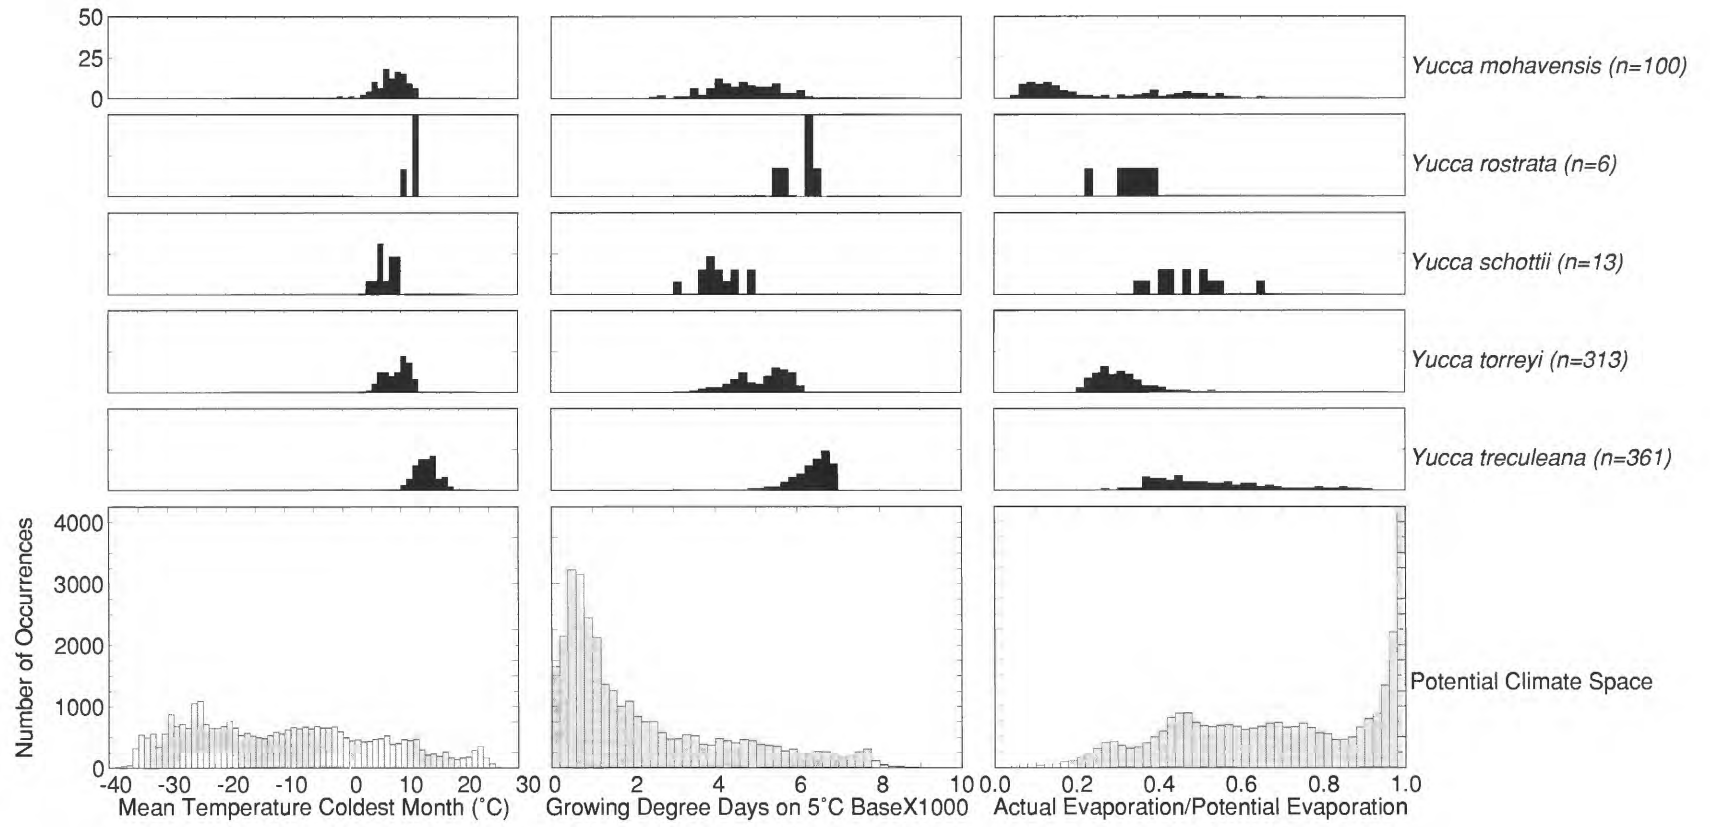 50
25
0
Yucca mohavensis (n=100)
Yucca rostrata (n=6)
Yucca schottii (n=13)
Yucca torreyi (n=313)
Yucca treculeana (n=361)
Number of Occurrences
4000
3000
2000
1000
0
Potential Climate Space
-40 -30 -20 -10 0 10 20 30 0 2 4 6 8 10 0.0 0.2 0.4 0.6 0.8 1.0
Mean Temperature Coldest Month (°C) Growing Degree Days on 5°C BaseX1000 Actual Evaporation/Potential Evaporation